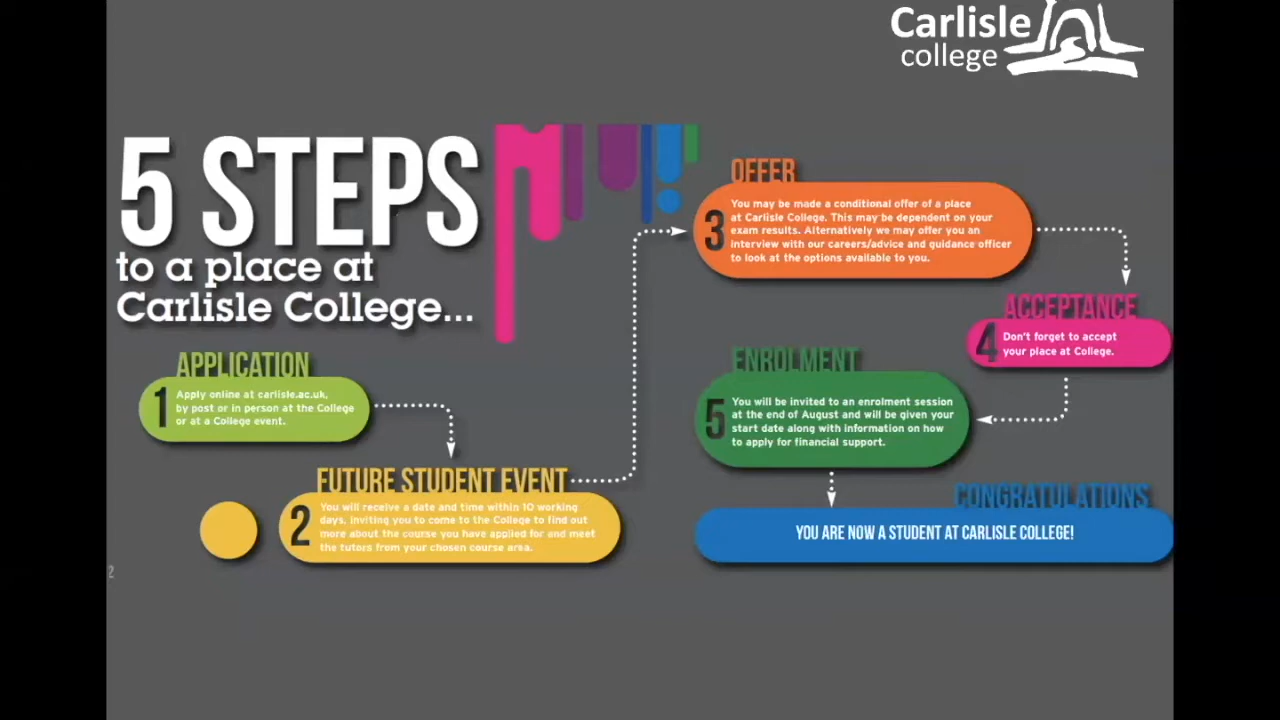 Carlisle
college
5 STEPS
to a place at
Carlisle College...
APPLICATION
1
Apply online at carlisle.ac.uk,
by post or in person at the College
or at a College event.
FUTURE STUDENT EVENT
2
You will receive a date and time within 10 working
days, inviting you to come to the College to find out
more about the course you have applied for and meet
the tutors from your chosen course area.
OFFER
3
You may be made a conditional offer of a place
at Carlisle College. This may be dependent on your
exam results. Alternatively we may offer you an
interview with our careers/advice and guidance officer
to look at the options available to you.
ACCEPTANCE
4
Don't forget to accept
your place at College.
ENROLMENT
5
You will be invited to an enrolment session
at the end of August and will be given your
start date along with information on how
to apply for financial support.
CONGRATULATIONS
YOU ARE NOW A STUDENT AT CARLISLE COLLEGE!
2